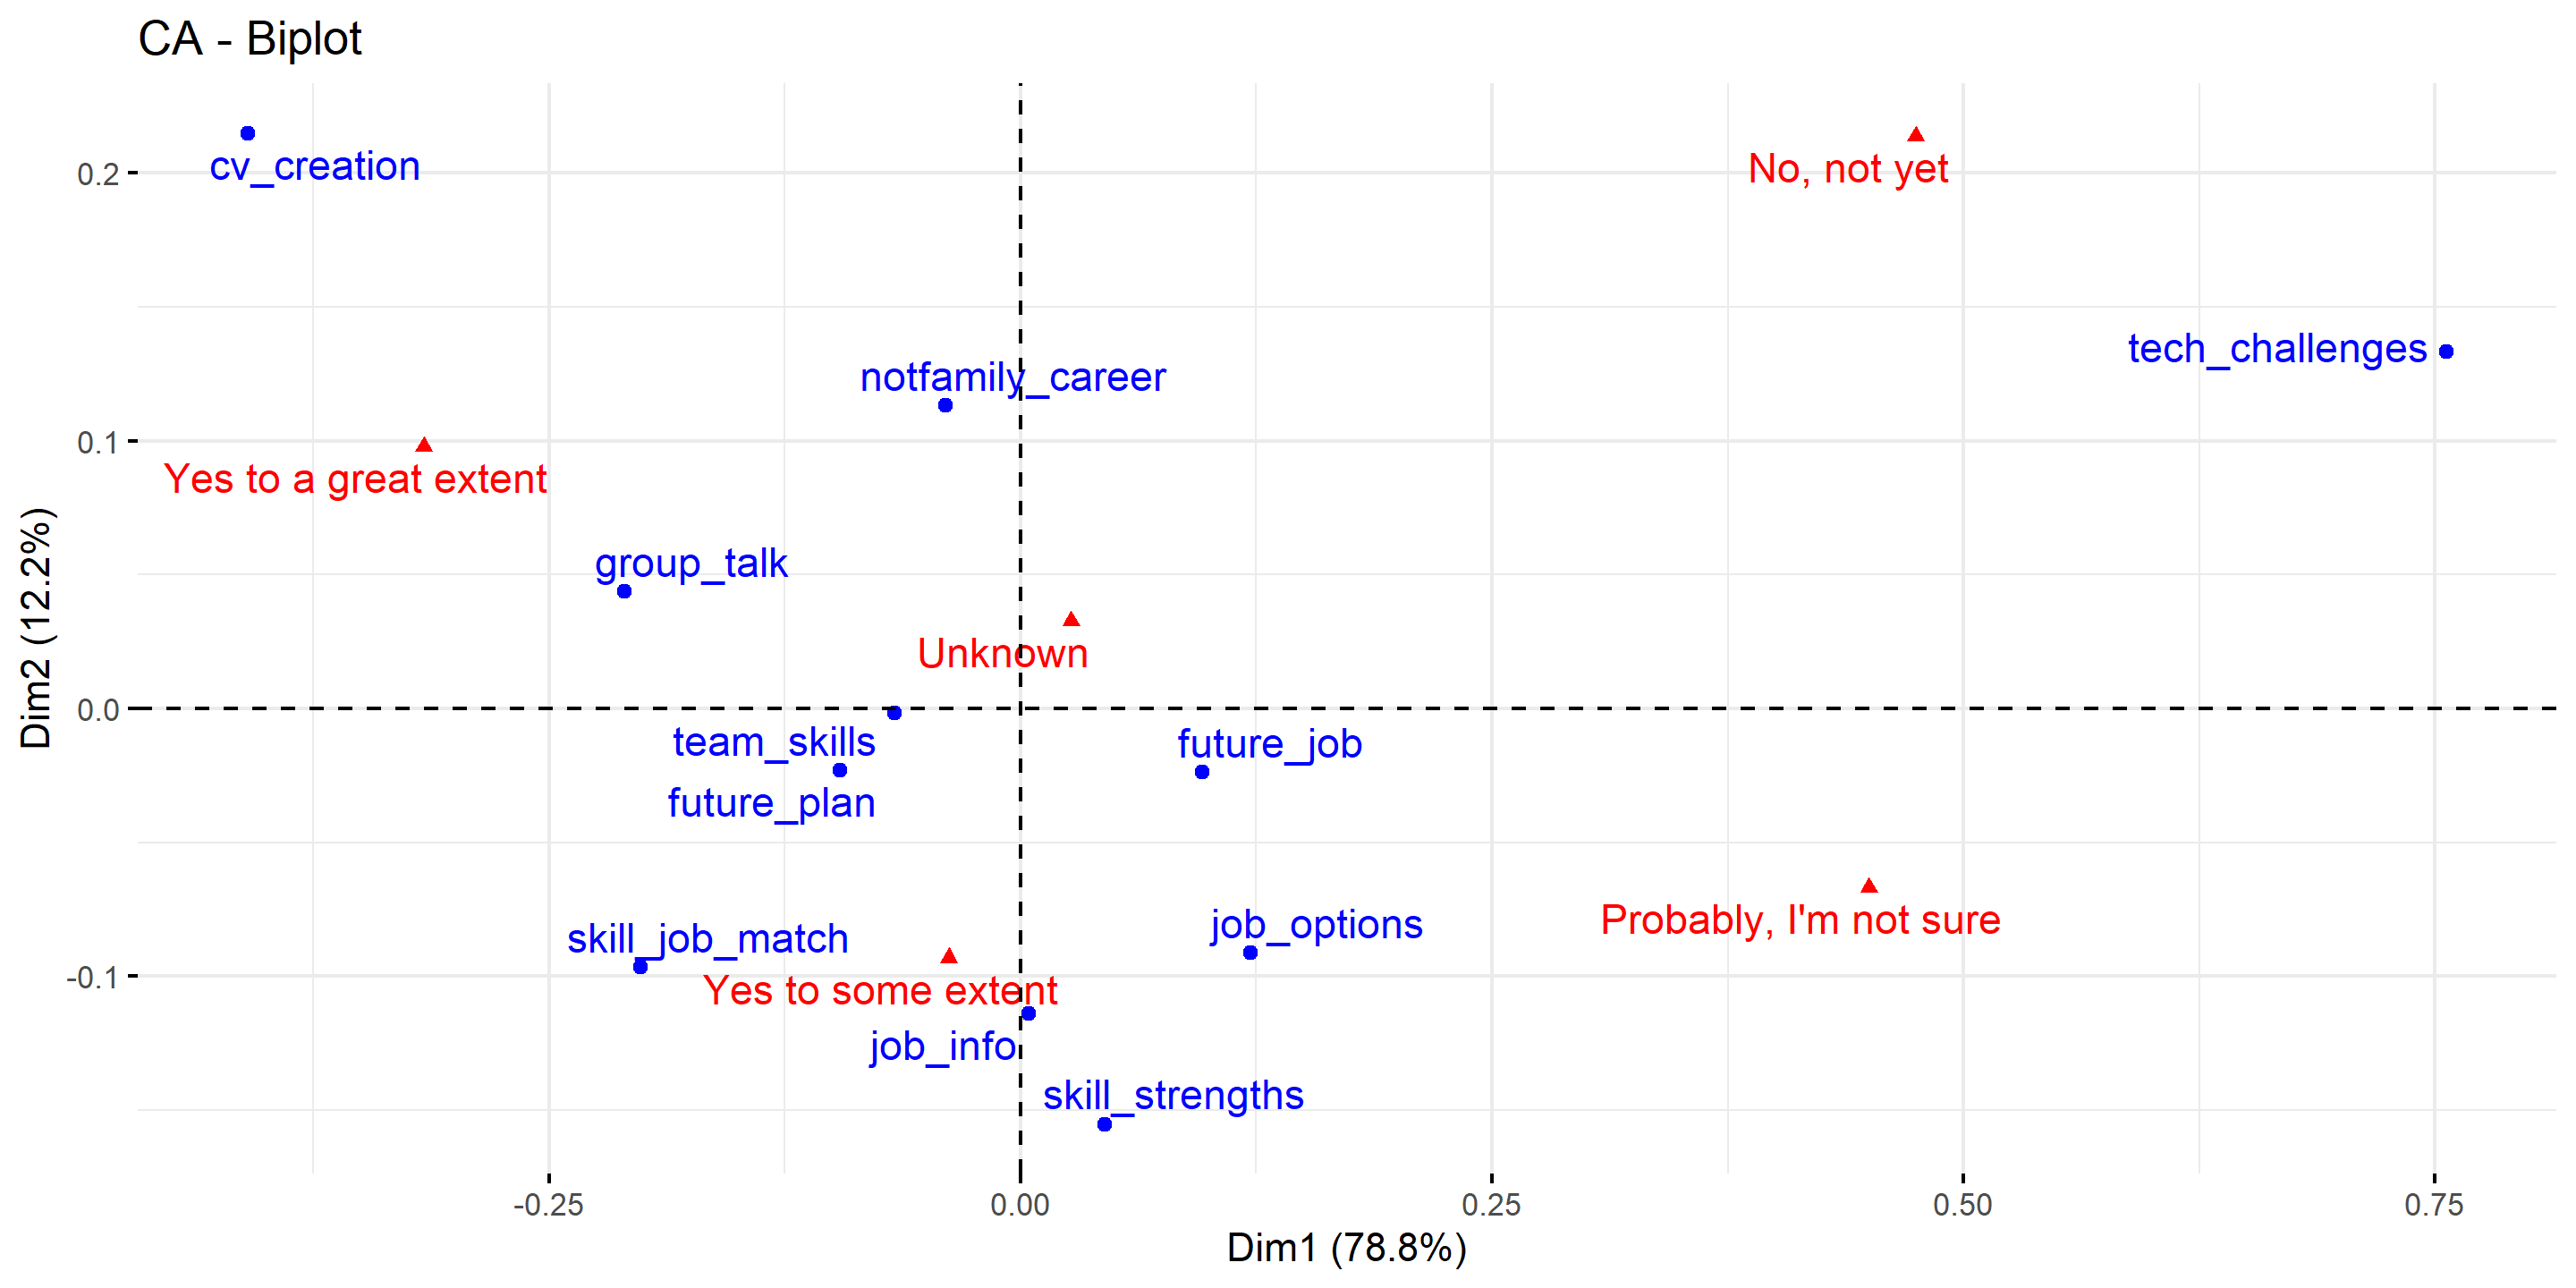 CA - Biplot
cv_creation
No, not yet
0.2
tech_challenges
notfamily_career
0.1
Yes to a great extent
group_talk
Unknown
0.0
team_skills
future_job
future_plan
job_options
Probably, I'm not sure
skill_job_match
-0.1
Yes to some extent
job_info
skill_strengths
-0.25
0.00
0.25
0.50
0.75
Dim1 (78.8%)
Dim2 (12.2%)